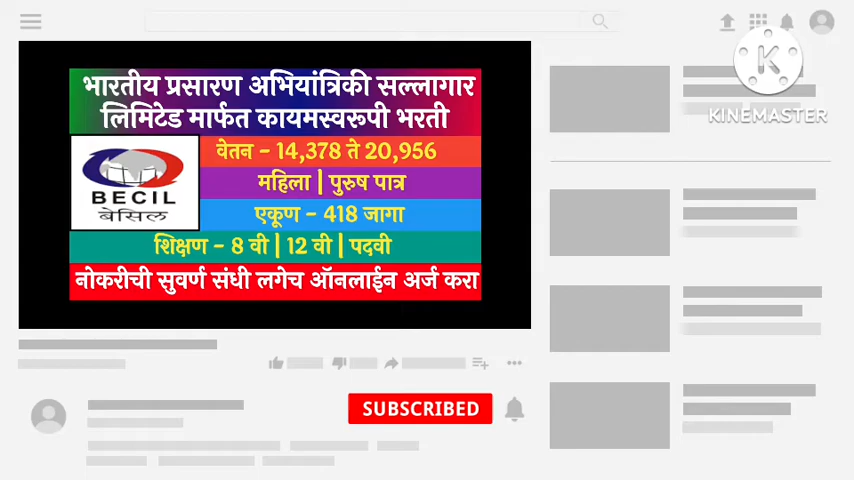 भारतीय प्रसारण अभियांत्रिकी सल्लागार
लिमिटेड मार्फत कायमस्वरूपी भरती
BECIL
बेसिल
वेतन - 14,378 ते 20,956
महिला | पुरुष पात्र
एकूण - 418 जागा
शिक्षण - 8 वी | 12 वी | पदवी
नोकरीची सुवर्ण संधी लगेच ऑनलाईन अर्ज करा
SUBSCRIBED
K
KINEMASTER